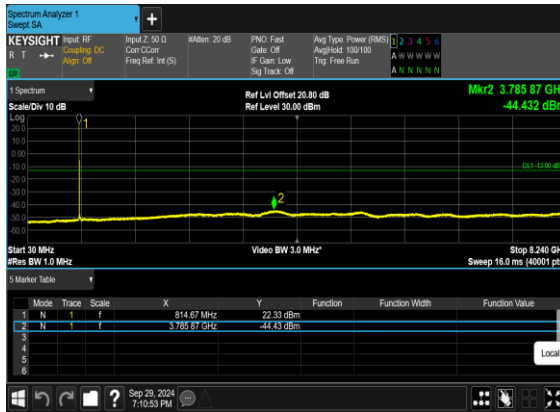 Spectrum Analyzer 1
Swept SA
+
KEYSIGHT
R T
LXI
Input: RF
Coupling: DC
Align: Off
Input Z: 50 Ω
Corr CCorr
Freq Ref: Int (S)
#Atten: 20 dB
PNO: Fast
Gate: Off
IF Gain: Low
Sig Track: Off
Avg Type: Power (RMS)
Avg|Hold: 100/100
Trig: Free Run
1 2 3 4 5 6
A W W W W W
A N N N N N
1 Spectrum
Scale/Div 10 dB
Ref Lvl Offset 20.80 dB
Ref Level 30.00 dBm
Mkr2 3.785 87 GH
-44.432 dBm
Log
20.0
10.0
0.00
-10.0
-20.0
-30.0
-40.0
-50.0
-60.0
1
2
DL1 -13.00 dB
Start 30 MHz
#Res BW 1.0 MHz
Video BW 3.0 MHz*
Stop 8.240 GH
Sweep 16.0 ms (40001 pt
5 Marker Table
Mode Trace Scale X Y Function Function Width Function Value
1 N 1 f 814.67 MHz 22.33 dBm
2 N 1 f 3.785 87 GHz -44.43 dBm
3
4
5
6
Local
?
Sep 29, 2024
7:10:53 PM